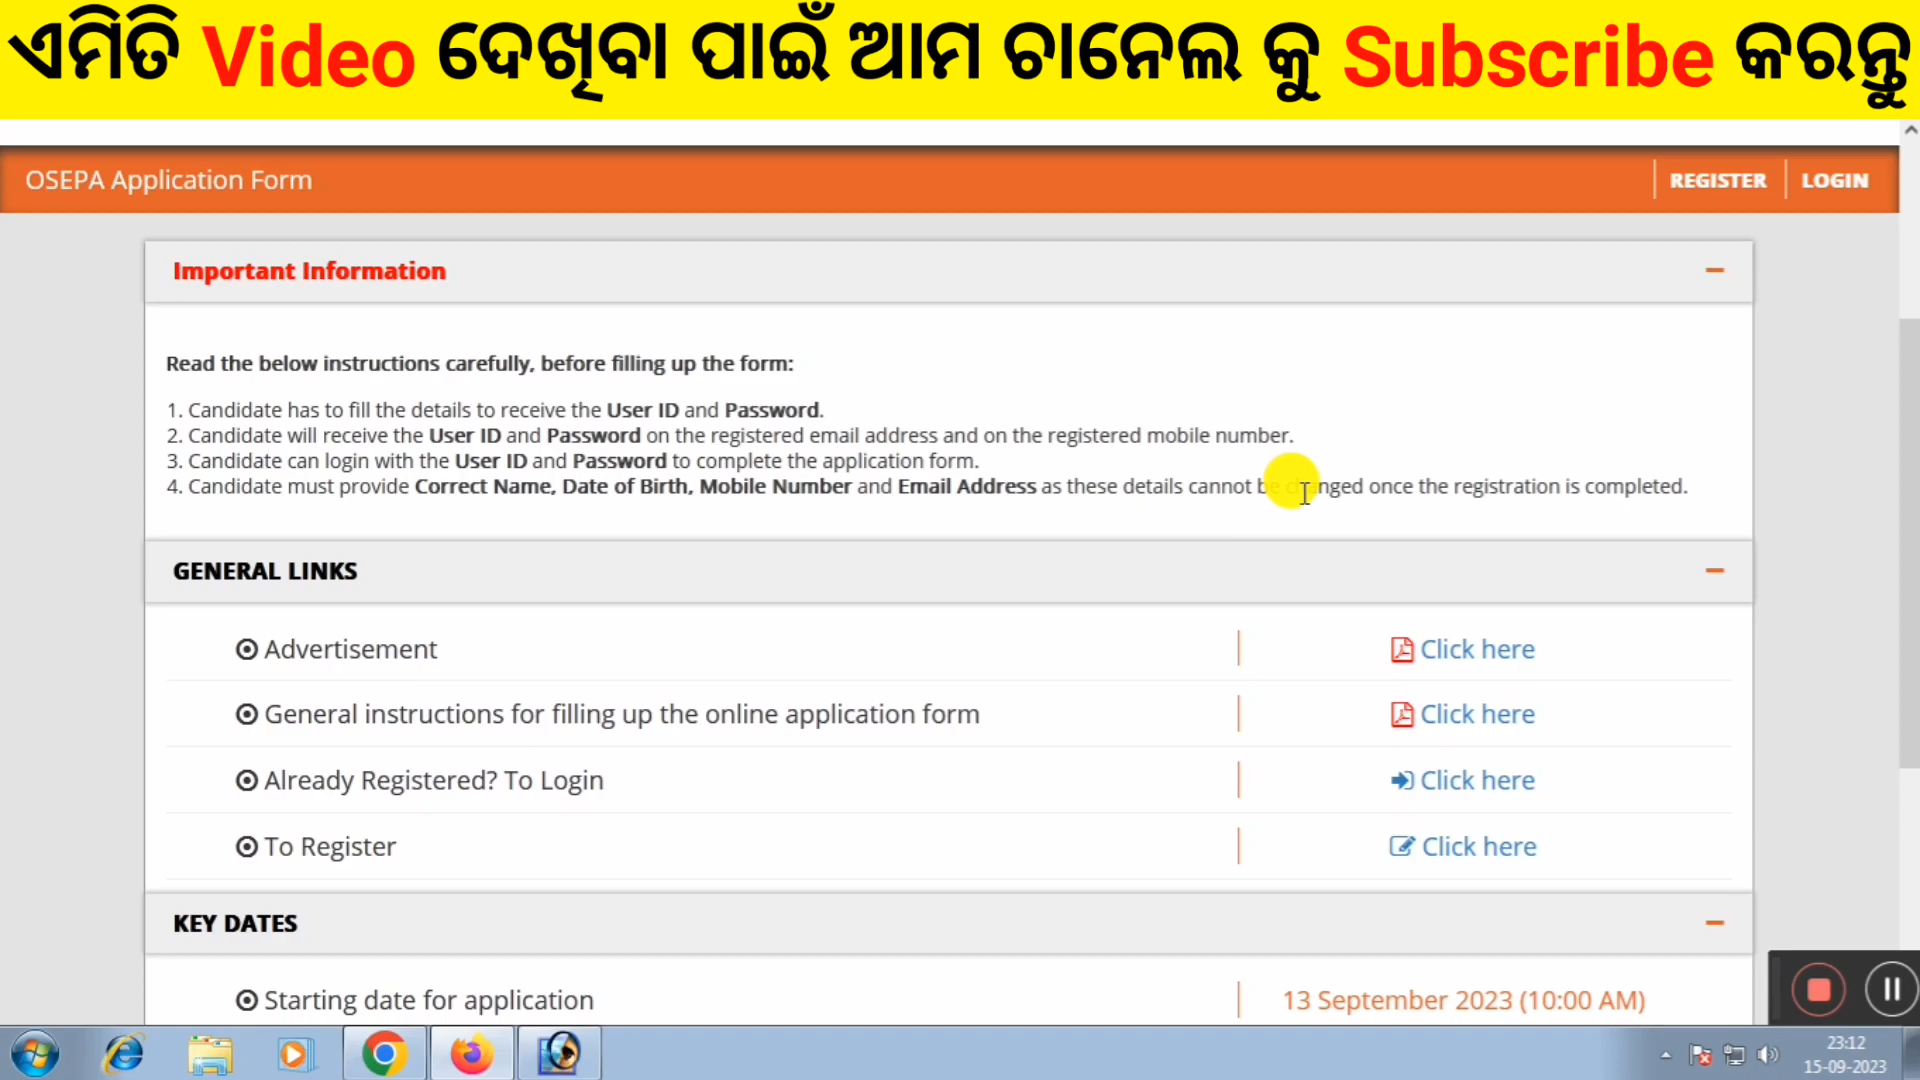 ଏମିତି Video ଦେଖିବା ପାଇଁ ଆମ ଚାନେଲ କୁ Subscribe କରନ୍ତୁ
OSEPA Application Form
REGISTER
LOGIN
Important Information
Read the below instructions carefully, before filling up the form:
1. Candidate has to fill the details to receive the User ID and Password.
2. Candidate will receive the User ID and Password on the registered email address and on the registered mobile number.
3. Candidate can login with the User ID and Password to complete the application form.
4. Candidate must provide Correct Name, Date of Birth, Mobile Number and Email Address as these details cannot be changed once the registration is completed.
GENERAL LINKS
Advertisement
Click here
General instructions for filling up the online application form
Click here
Already Registered? To Login
Click here
To Register
Click here
KEY DATES
Starting date for application
13 September 2023 (10:00 AM)
23:12
15-09-2023